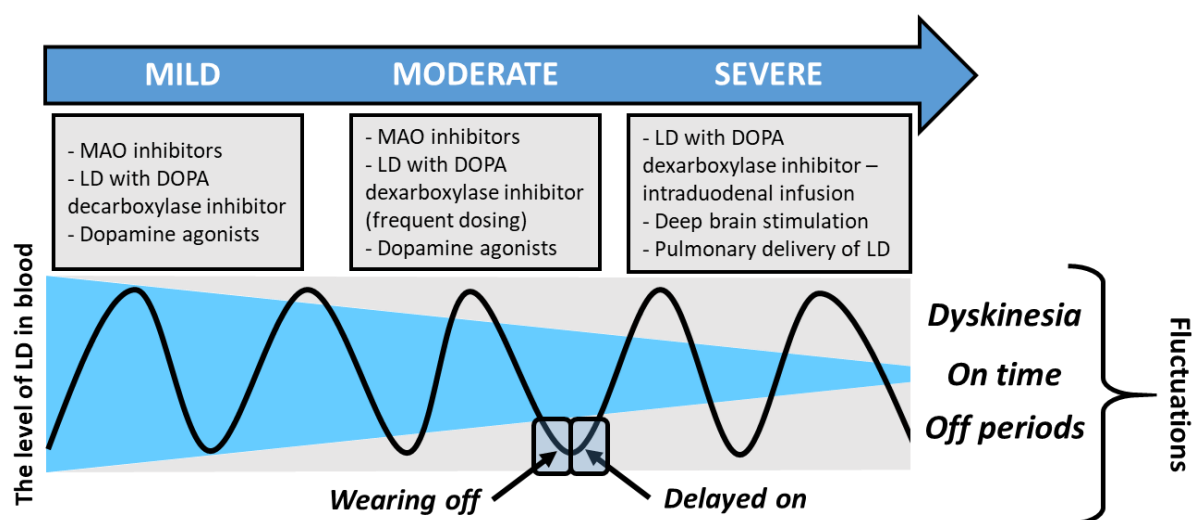 MILD
MODERATE
SEVERE
- MAO inhibitors
- LD with DOPA
decarboxylase inhibitor
- Dopamine agonists
- MAO inhibitors
- LD with DOPA
dexarboxylase inhibitor
(frequent dosing)
- Dopamine agonists
- LD with DOPA
dexarboxylase inhibitor –
intraduodenal infusion
- Deep brain stimulation
- Pulmonary delivery of LD
The level of LD in blood
Dyskinesia
On time
Off periods
Fluctuations
Wearing off
Delayed on